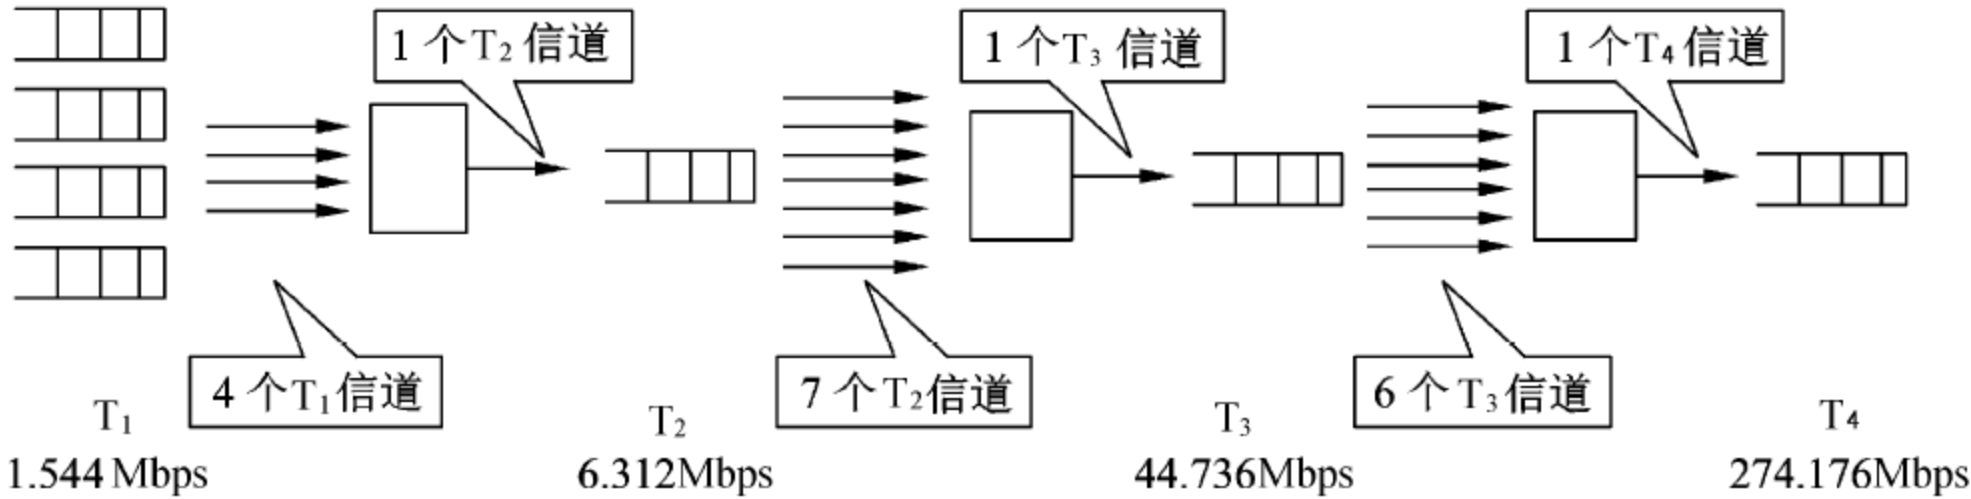 1 个T2 信道
1 个T3 信道
1 个T4 信道
4 个T1信道
7 个T2信道
6 个T3信道
T1
T2
T3
T4
1.544 Mbps
6.312Mbps
44.736Mbps
274.176Mbps